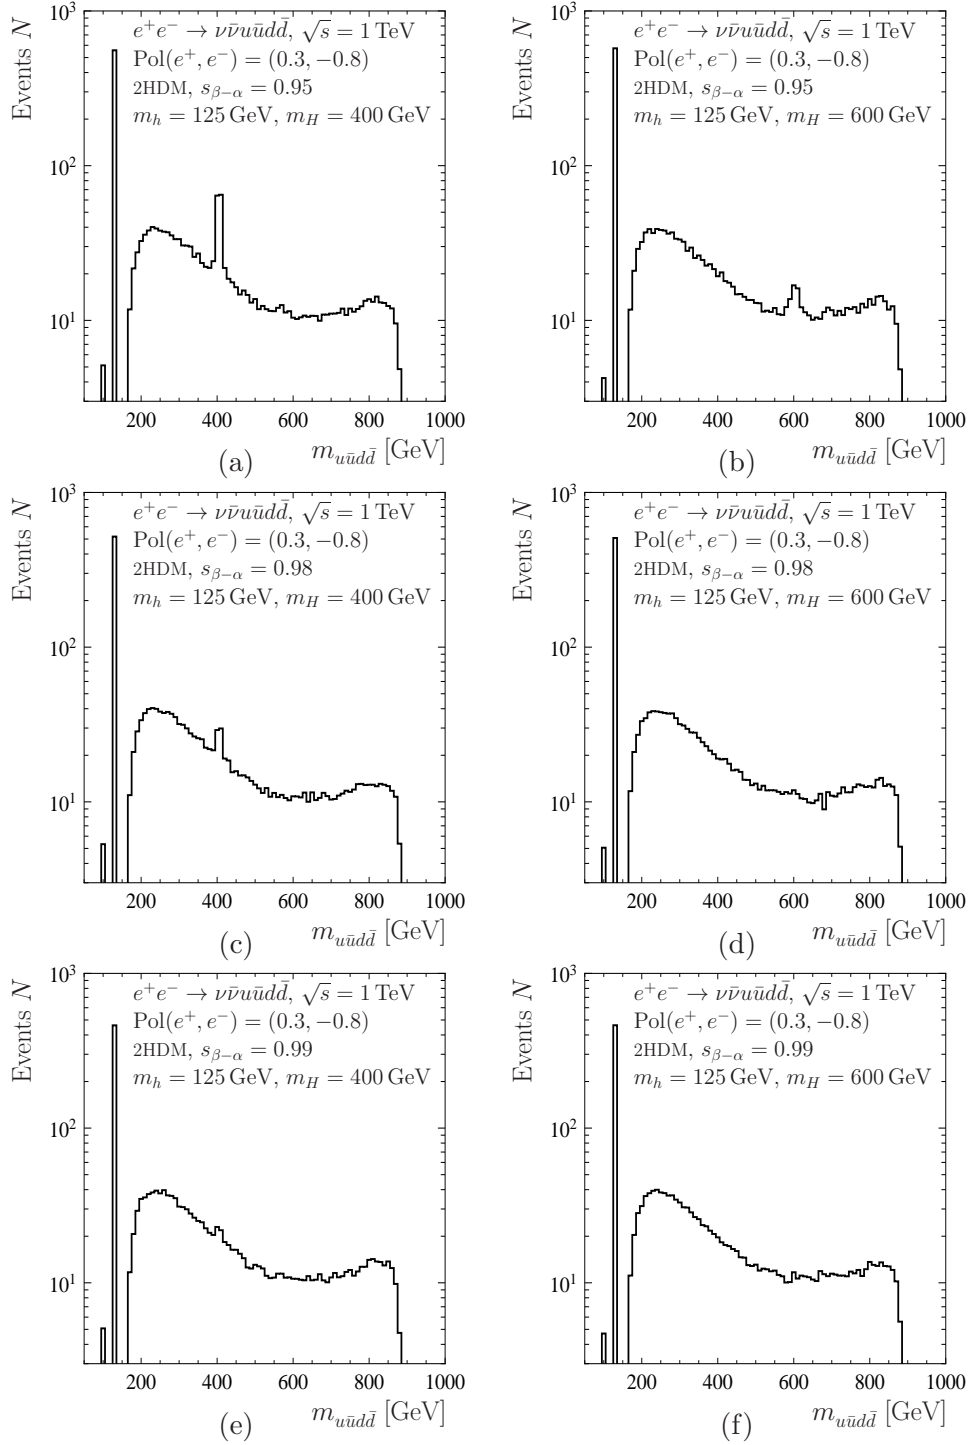 Events N
10³
10²
10¹
e⁺e⁻ → νν̄uūdd̄, √s = 1 TeV
Pol(e⁺, e⁻) = (0.3, −0.8)
2HDM, s_{β−α} = 0.95
m_h = 125 GeV, m_H = 400 GeV
200 400 600 800 1000
m_{uūdd̄} [GeV]
(a)
Events N
10³
10²
10¹
e⁺e⁻ → νν̄uūdd̄, √s = 1 TeV
Pol(e⁺, e⁻) = (0.3, −0.8)
2HDM, s_{β−α} = 0.95
m_h = 125 GeV, m_H = 600 GeV
200 400 600 800 1000
m_{uūdd̄} [GeV]
(b)
Events N
10³
10²
10¹
e⁺e⁻ → νν̄uūdd̄, √s = 1 TeV
Pol(e⁺, e⁻) = (0.3, −0.8)
2HDM, s_{β−α} = 0.98
m_h = 125 GeV, m_H = 400 GeV
200 400 600 800 1000
m_{uūdd̄} [GeV]
(c)
Events N
10³
10²
10¹
e⁺e⁻ → νν̄uūdd̄, √s = 1 TeV
Pol(e⁺, e⁻) = (0.3, −0.8)
2HDM, s_{β−α} = 0.98
m_h = 125 GeV, m_H = 600 GeV
200 400 600 800 1000
m_{uūdd̄} [GeV]
(d)
Events N
10³
10²
10¹
e⁺e⁻ → νν̄uūdd̄, √s = 1 TeV
Pol(e⁺, e⁻) = (0.3, −0.8)
2HDM, s_{β−α} = 0.99
m_h = 125 GeV, m_H = 400 GeV
200 400 600 800 1000
m_{uūdd̄} [GeV]
(e)
Events N
10³
10²
10¹
e⁺e⁻ → νν̄uūdd̄, √s = 1 TeV
Pol(e⁺, e⁻) = (0.3, −0.8)
2HDM, s_{β−α} = 0.99
m_h = 125 GeV, m_H = 600 GeV
200 400 600 800 1000
m_{uūdd̄} [GeV]
(f)